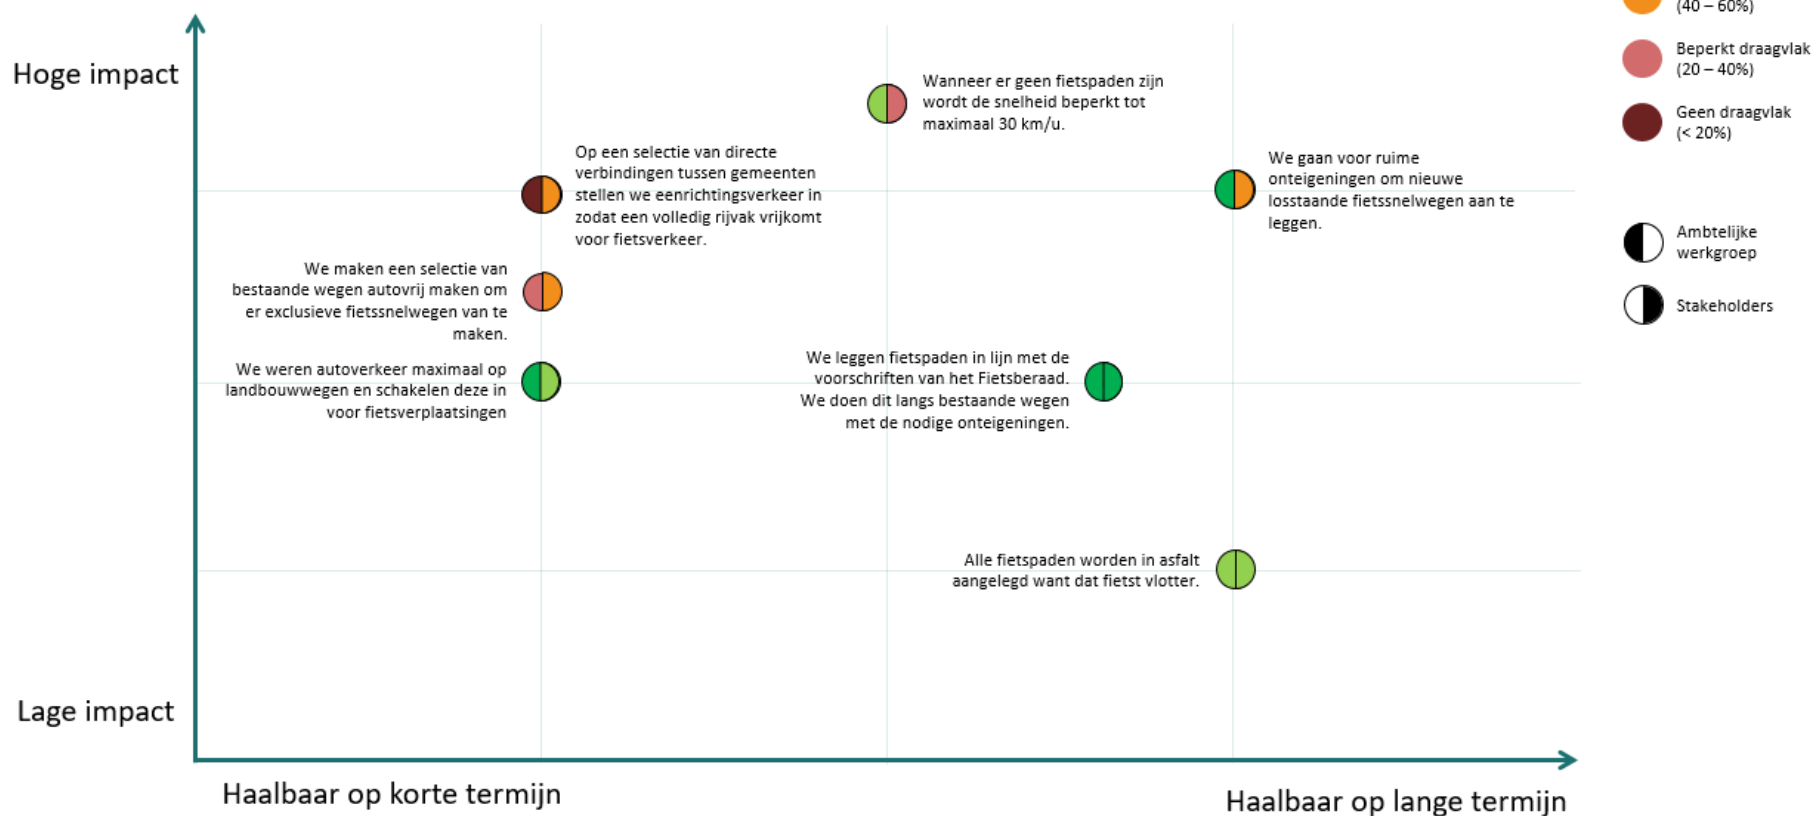 (40 – 60%)
Beperkt draagvlak
(20 – 40%)
Geen draagvlak
(< 20%)
Ambtelijke
werkgroep
Stakeholders
Hoge impact
Wanneer er geen fietspaden zijn
wordt de snelheid beperkt tot
maximaal 30 km/u.
Op een selectie van directe
verbindingen tussen gemeenten
stellen we eenrichtingsverkeer in
zodat een volledig rijvak vrijkomt
voor fietsverkeer.
We gaan voor ruime
onteigeningen om nieuwe
losstaande fietssnelwegen aan te
leggen.
We maken een selectie van
bestaande wegen autovrij maken om
er exclusieve fietssnelwegen van te
maken.
We weren autoverkeer maximaal op
landbouwwegen en schakelen deze in
voor fietsverplaatsingen
We leggen fietspaden in lijn met de
voorschriften van het Fietsberaad.
We doen dit langs bestaande wegen
met de nodige onteigeningen.
Alle fietspaden worden in asfalt
aangelegd want dat fietst vlotter.
Lage impact
Haalbaar op korte termijn
Haalbaar op lange termijn